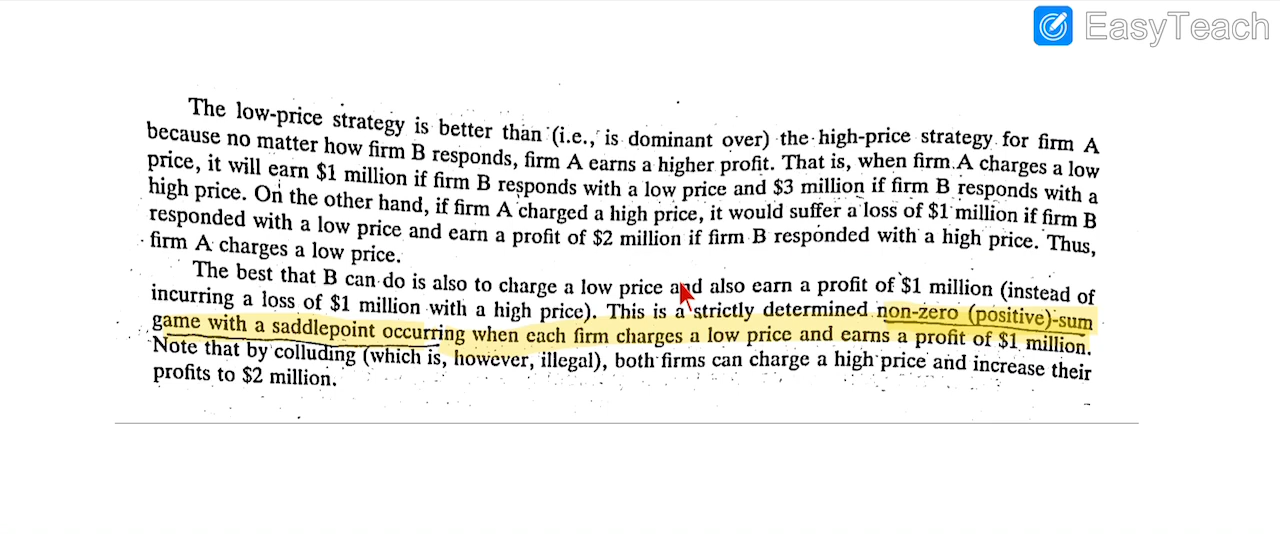 EasyTeach
The low-price strategy is better than (i.e., is dominant over) the high-price strategy for firm A
because no matter how firm B responds, firm A earns a higher profit. That is, when firm A charges a low
price, it will earn $1 million if firm B responds with a low price and $3 million if firm B responds with a
high price. On the other hand, if firm A charged a high price, it would suffer a loss of $1 million if firm B
responded with a low price and earn a profit of $2 million if firm B responded with a high price. Thus,
firm A charges a low price.
The best that B can do is also to charge a low price and also earn a profit of $1 million (instead of
incurring a loss of $1 million with a high price). This is a strictly determined non-zero (positive)-sum
game with a saddlepoint occurring when each firm charges a low price and earns a profit of $1 million.
Note that by colluding (which is, however, illegal), both firms can charge a high price and increase their
profits to $2 million.